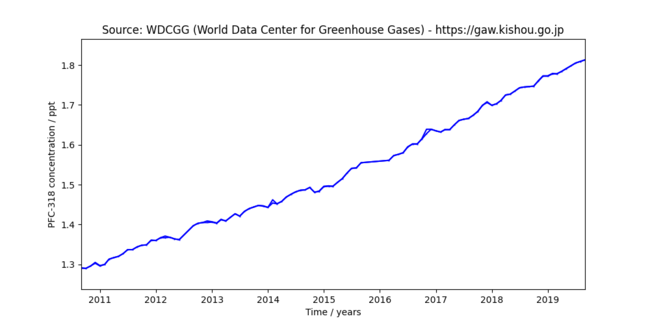 Source: WDCGG (World Data Center for Greenhouse Gases) - https://gaw.kishou.go.jp
PFC-318 concentration / ppt
1.8
1.7
1.6
1.5
1.4
1.3
2011 2012 2013 2014 2015 2016 2017 2018 2019
Time / years